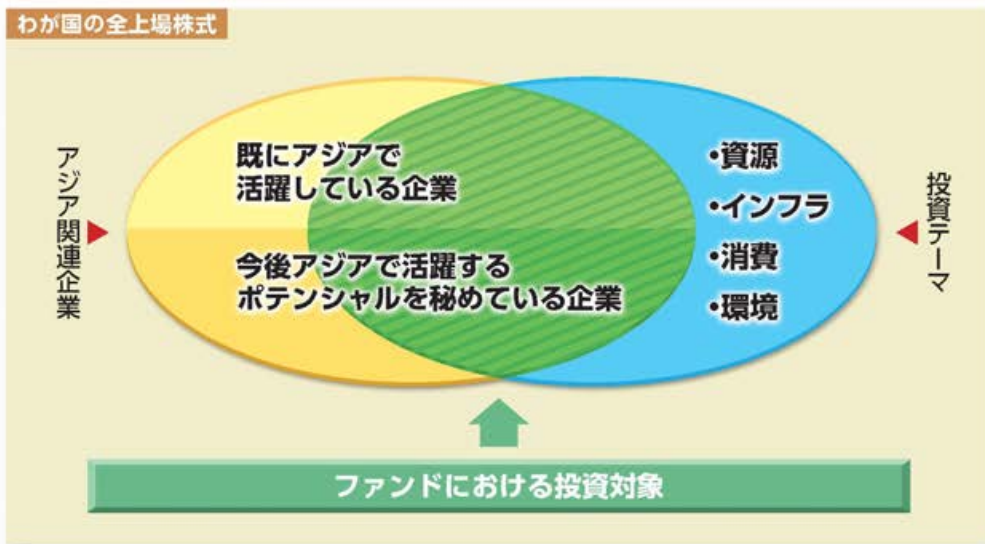 わが国の全上場株式
アジア関連企業
既にアジアで
活躍している企業
今後アジアで活躍する
ポテンシャルを秘めている企業
•資源
•インフラ
•消費
•環境
投資テーマ
ファンドにおける投資対象